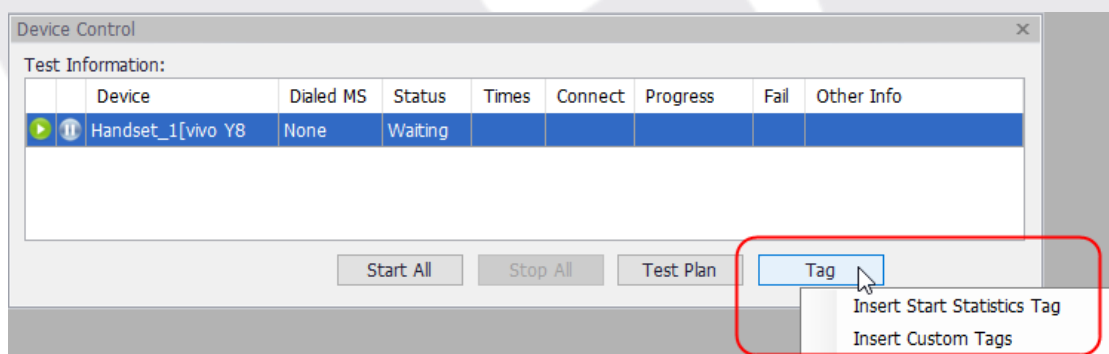 Device Control
Test Information:
Device Dialed MS Status Times Connect Progress Fail Other Info
Handset_1[vivo Y8 None Waiting
Start All Stop All Test Plan Tag
Insert Start Statistics Tag
Insert Custom Tags